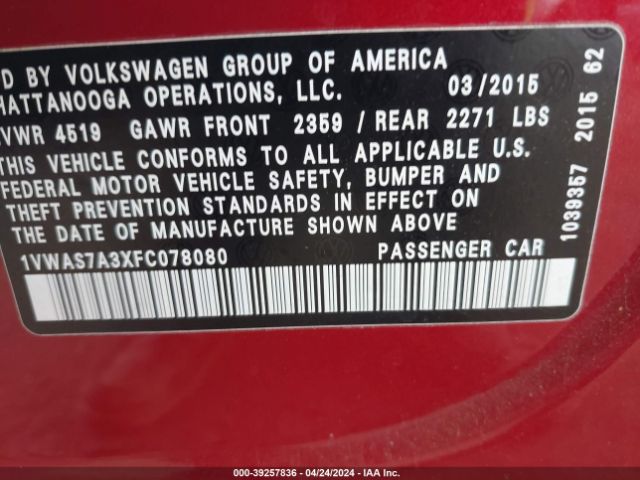 D BY VOLKSWAGEN GROUP OF AMERICA
HATTANOOGA OPERATIONS, LLC. 03/2015
VWR 4519 GAWR FRONT 2359 / REAR 2271 LBS
THIS VEHICLE CONFORMS TO ALL APPLICABLE U.S.
FEDERAL MOTOR VEHICLE SAFETY, BUMPER AND
THEFT PREVENTION STANDARDS IN EFFECT ON
DATE OF MANUFACTURE SHOWN ABOVE
1VWAS7A3XFC078080 PASSENGER CAR
1039357 2015 62
232 - 39257836 - 04/24/2024 - IAA Inc.